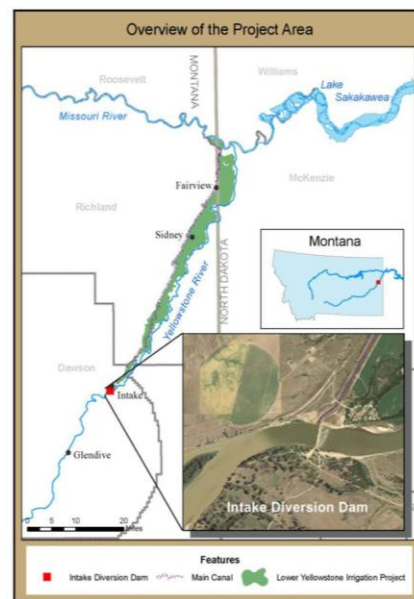 Overview of the Project Area
Roosevelt
MONTANA
Williams
Lake
Sakakawea
Missouri River
McKenzie
Fairview
Richland
Sidney
Yellowstone River
NORTH DAKOTA
Montana
Dawson
Intake
Glendive
Intake Diversion Dam
0 5 10 20
Miles
Features
Intake Diversion Dam
Main Canal
Lower Yellowstone Irrigation Project